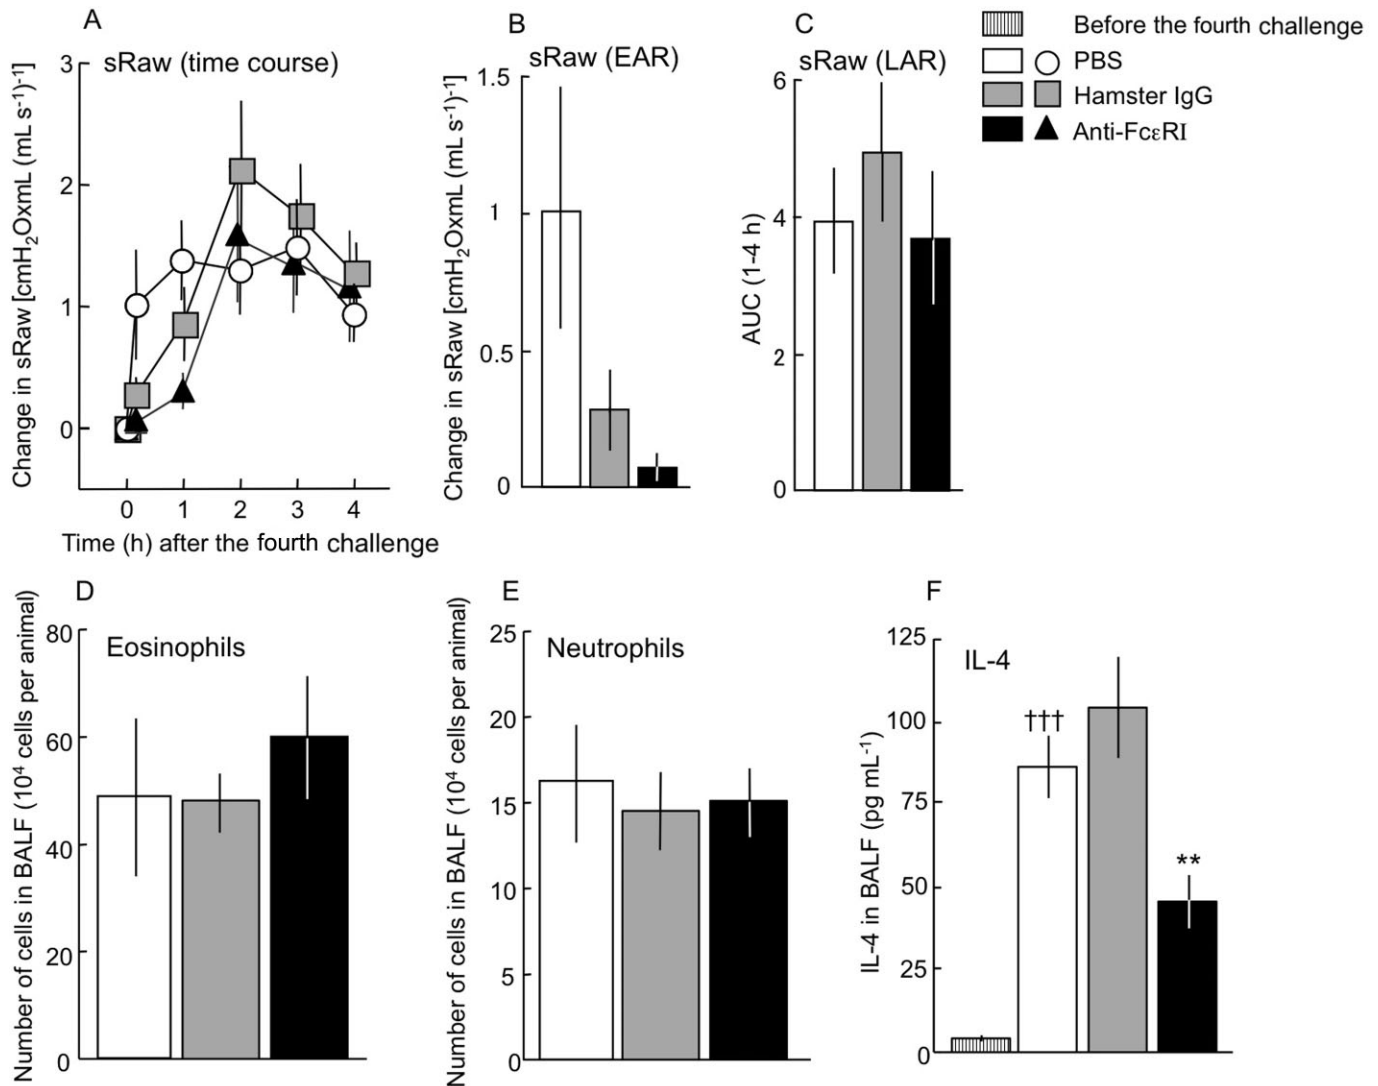 A
sRaw (time course)
Change in sRaw [cmH₂OxmL (mL s⁻¹)⁻¹]
3
2
1
0
0 1 2 3 4
Time (h) after the fourth challenge
B
sRaw (EAR)
Change in sRaw [cmH₂OxmL (mL s⁻¹)⁻¹]
1.5
1
0.5
0
C
sRaw (LAR)
AUC (1-4 h)
6
4
2
0
Before the fourth challenge
PBS
Hamster IgG
Anti-FcεRI
D
Eosinophils
Number of cells in BALF (10⁴ cells per animal)
80
60
40
20
0
E
Neutrophils
Number of cells in BALF (10⁴ cells per animal)
25
20
15
10
5
0
F
IL-4
IL-4 in BALF (pg mL⁻¹)
125
100
75
50
25
0
†††
**